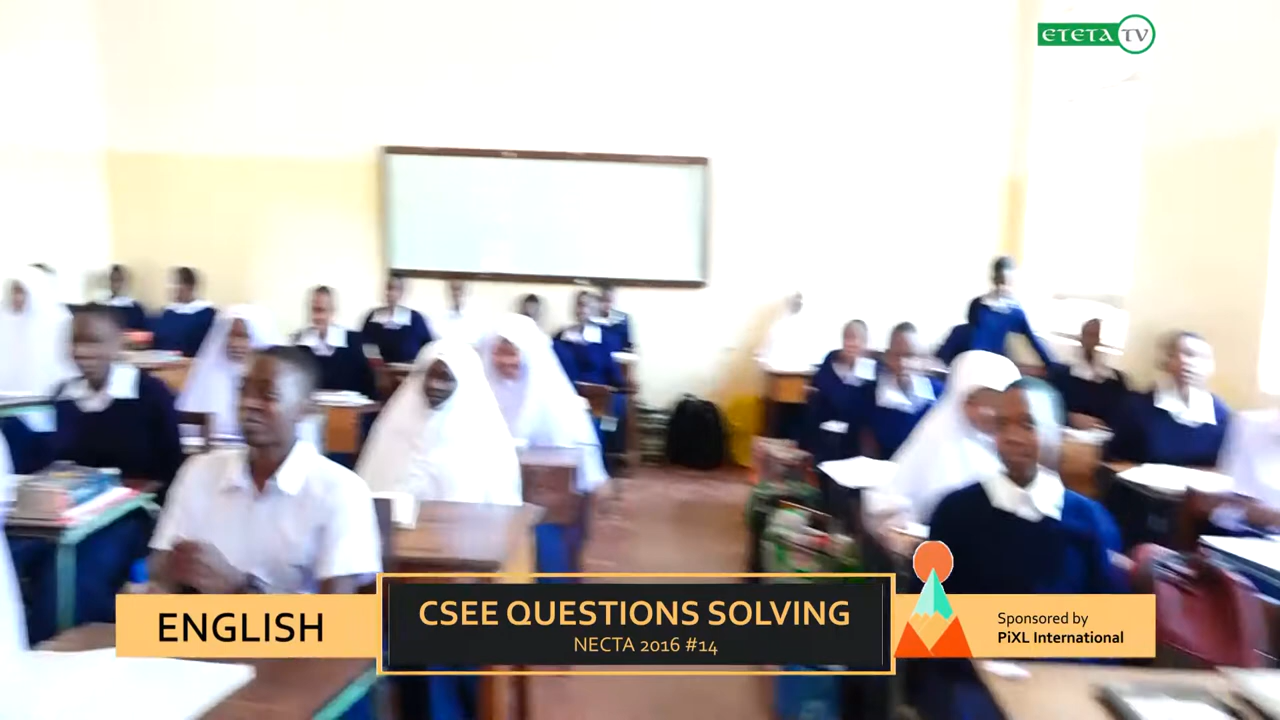 ETETA TV
ENGLISH
CSEE QUESTIONS SOLVING
NECTA 2016 #14
Sponsored by
PiXL International